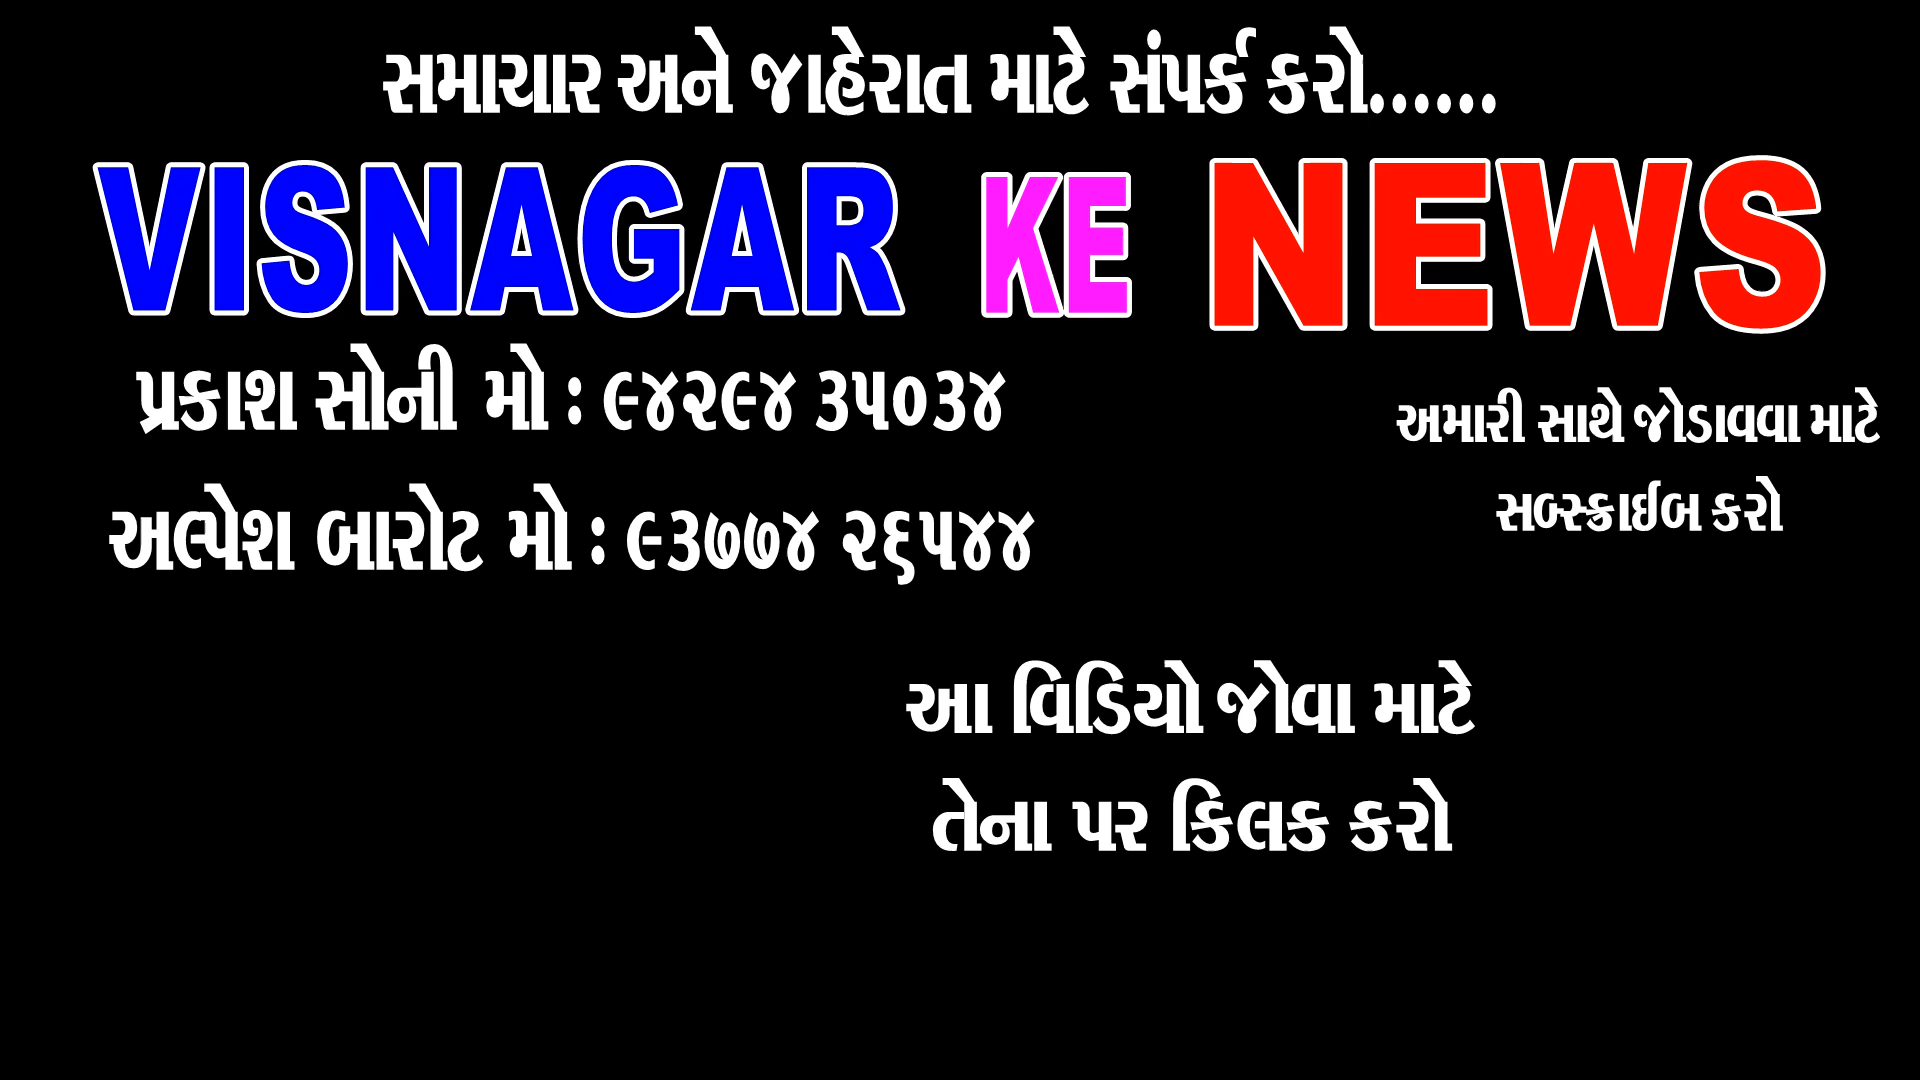 સમાચાર અને જાહેરાત માટે સંપર્ક કરો......
VISNAGAR KE NEWS
પ્રકાશ સોની મો : ૯૪૨૯૪ ૩૫૦૩૪
અલ્પેશ બારોટ મો : ૯૩૭૭૪ ૨૬૫૪૪
અમારી સાથે જોડાવવા માટે
સબ્સ્ક્રાઈબ કરો
આ વિડિયો જોવા માટે
તેના પર કિલક કરો